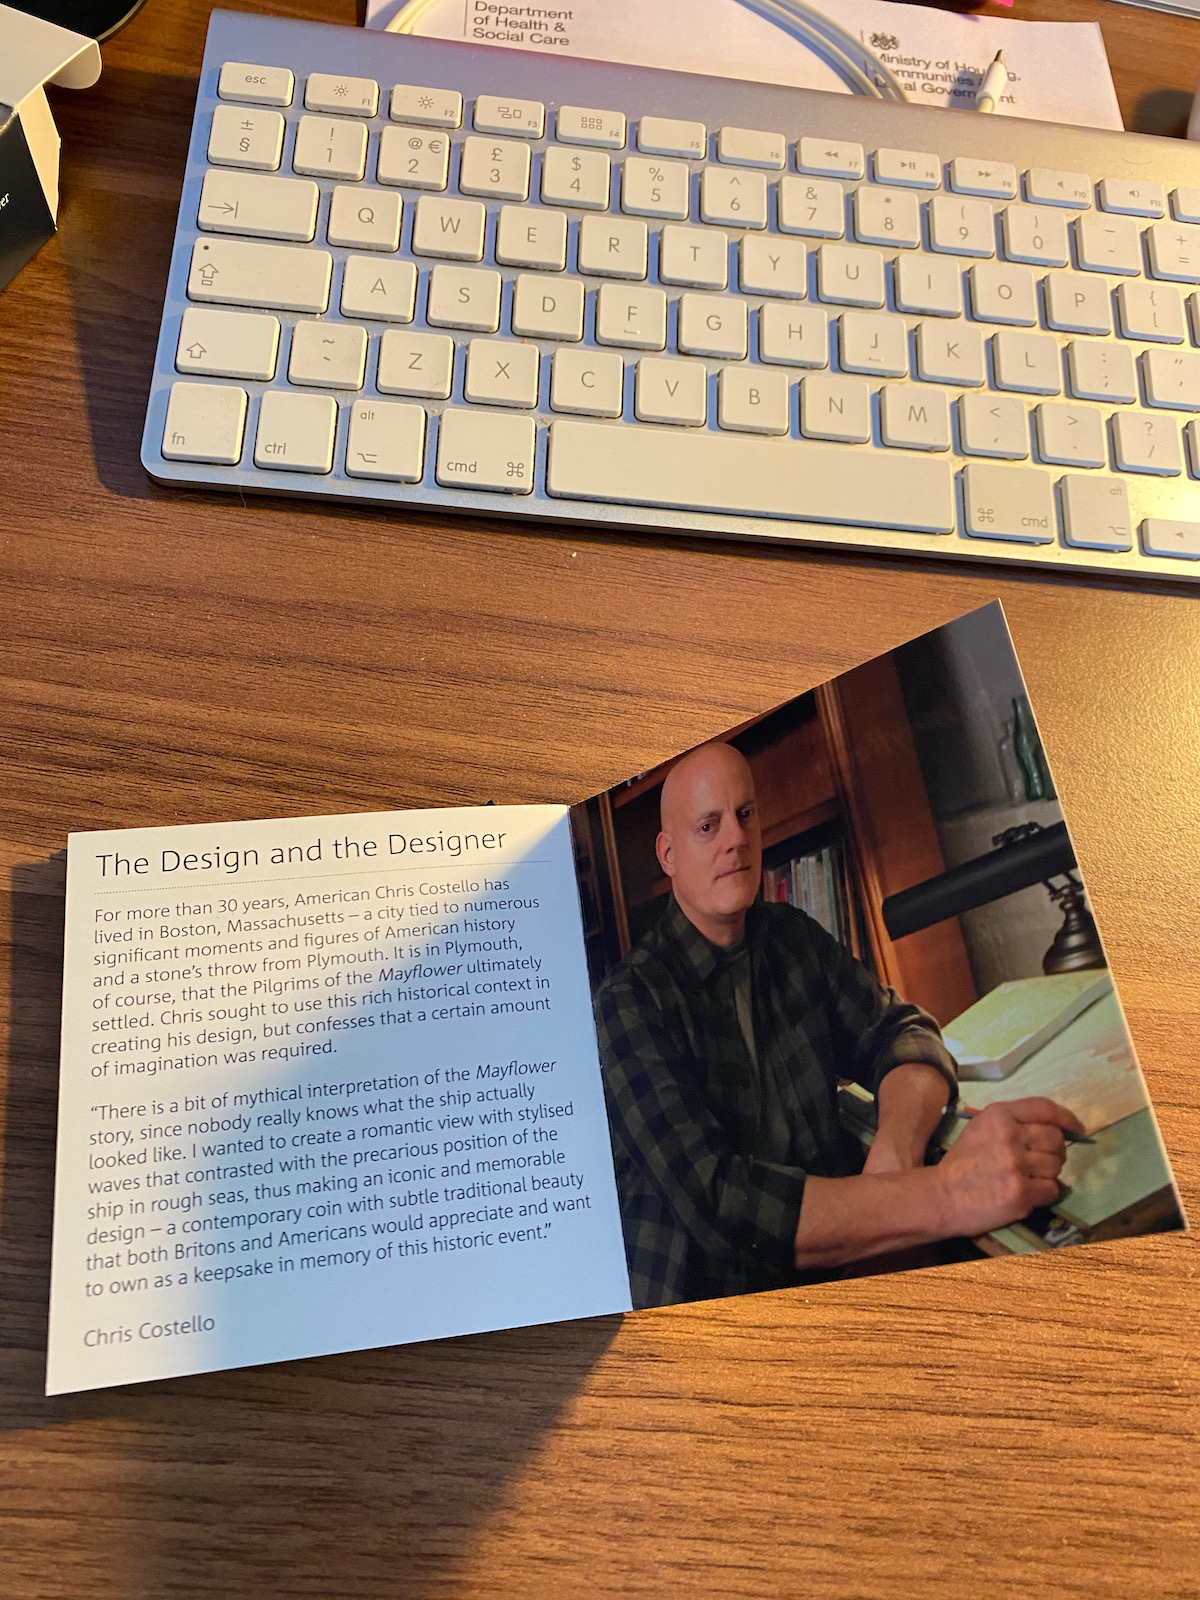 Department
of Health &
Social Care
Ministry of
Communities
Government
esc
F1
F2
F3
F4
F5
F6
F7
F8
F9
F10
F11
± §
! 1
@ € 2
£ 3
$ 4
% 5
^ 6
& 7
* 8
( 9
) 0
_ -
+ =
Q W E R T Y U I O P { [
A S D F G H J K L : ; " '
~ ` Z X C V B N M < , > . ? /
fn
ctrl
alt
cmd ⌘
⌘ cmd
alt
The Design and the Designer
For more than 30 years, American Chris Costello has
lived in Boston, Massachusetts – a city tied to numerous
significant moments and figures of American history
and a stone's throw from Plymouth. It is in Plymouth,
of course, that the Pilgrims of the Mayflower ultimately
settled. Chris sought to use this rich historical context in
creating his design, but confesses that a certain amount
of imagination was required.
“There is a bit of mythical interpretation of the Mayflower
story, since nobody really knows what the ship actually
looked like. I wanted to create a romantic view with stylised
waves that contrasted with the precarious position of the
ship in rough seas, thus making an iconic and memorable
design – a contemporary coin with subtle traditional beauty
that both Britons and Americans would appreciate and want
to own as a keepsake in memory of this historic event.”
Chris Costello